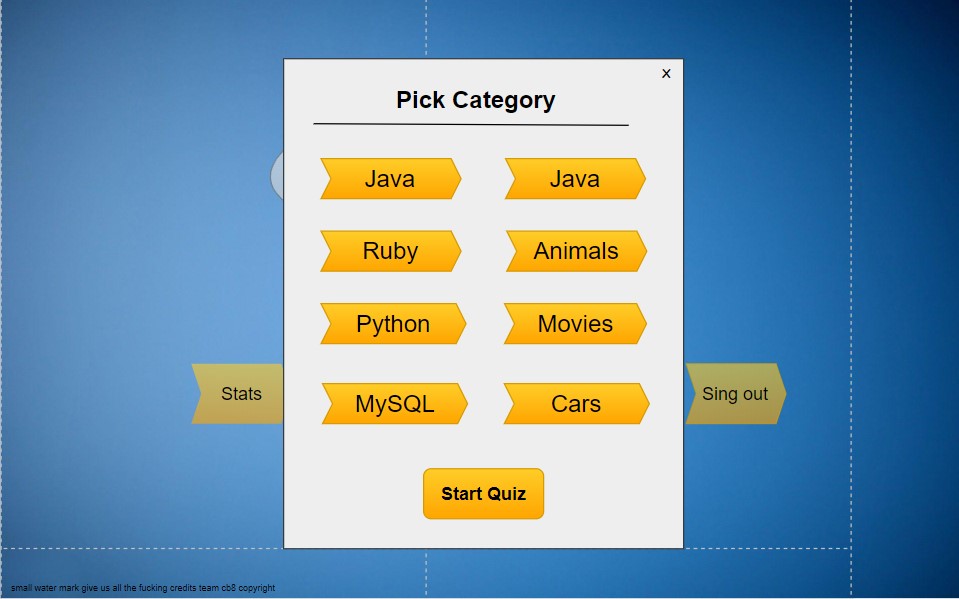 x
Pick Category
Java Java
Ruby Animals
Python Movies
Stats Sing out
MySQL Cars
Start Quiz
small water mark give us all the fucking credits team cb8 copyright